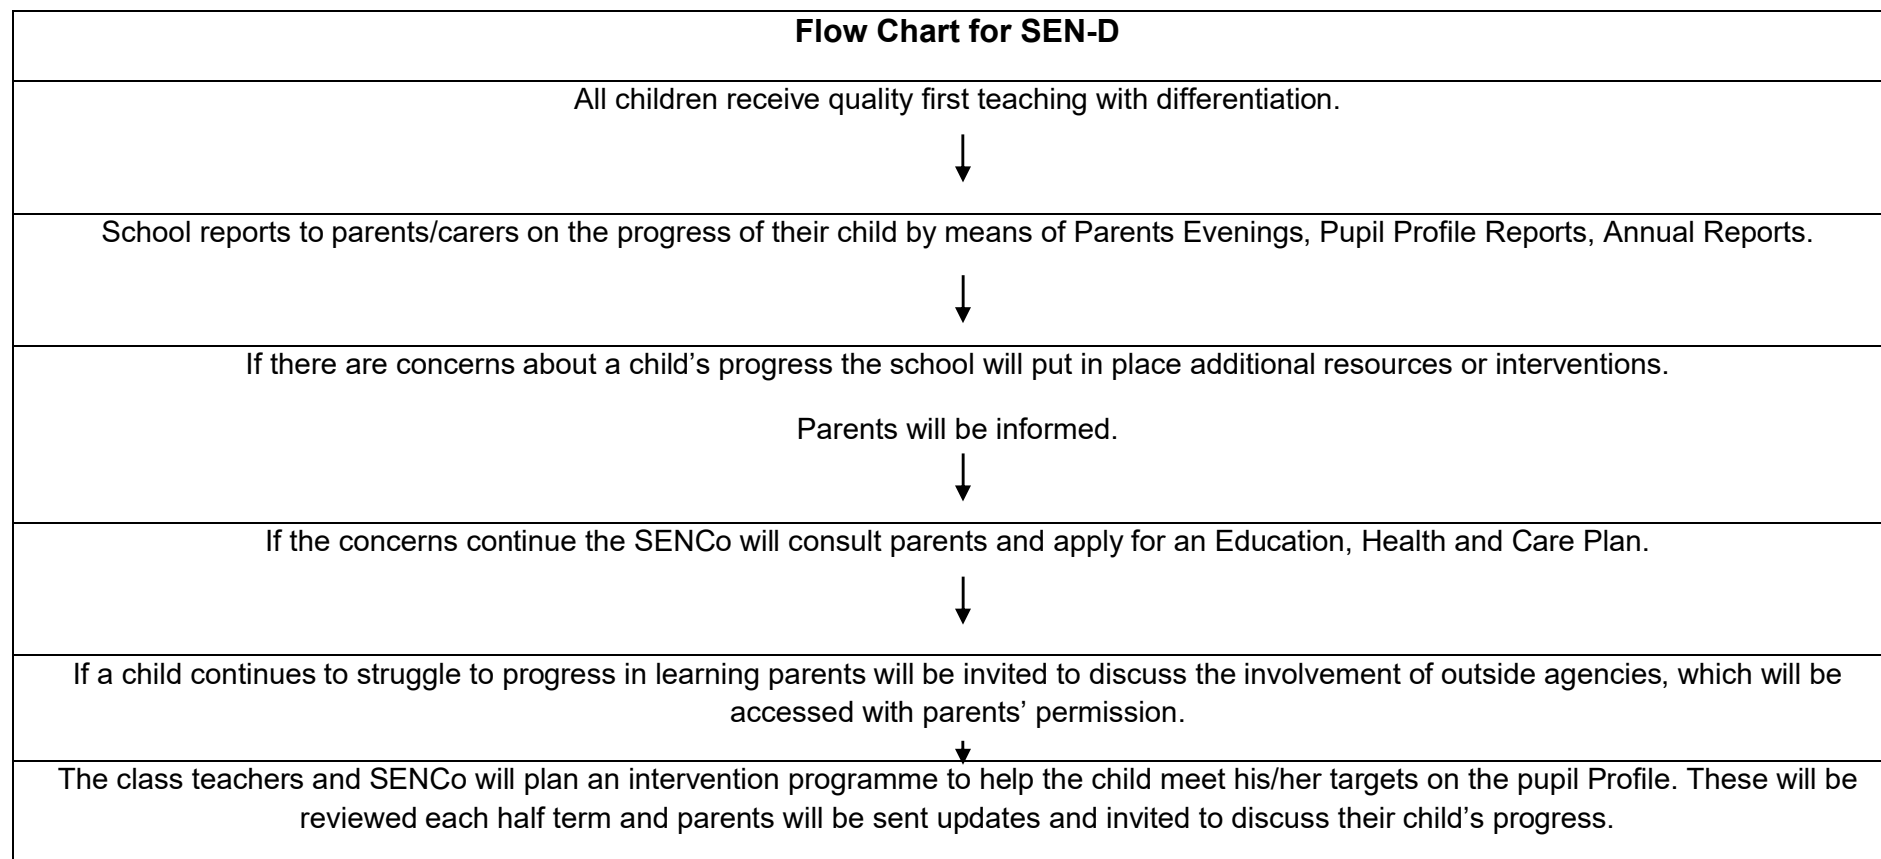 Flow Chart for SEN-D
All children receive quality first teaching with differentiation.
School reports to parents/carers on the progress of their child by means of Parents Evenings, Pupil Profile Reports, Annual Reports.
If there are concerns about a child’s progress the school will put in place additional resources or interventions.
Parents will be informed.
If the concerns continue the SENCo will consult parents and apply for an Education, Health and Care Plan.
If a child continues to struggle to progress in learning parents will be invited to discuss the involvement of outside agencies, which will be
accessed with parents’ permission.
The class teachers and SENCo will plan an intervention programme to help the child meet his/her targets on the pupil Profile. These will be
reviewed each half term and parents will be sent updates and invited to discuss their child’s progress.